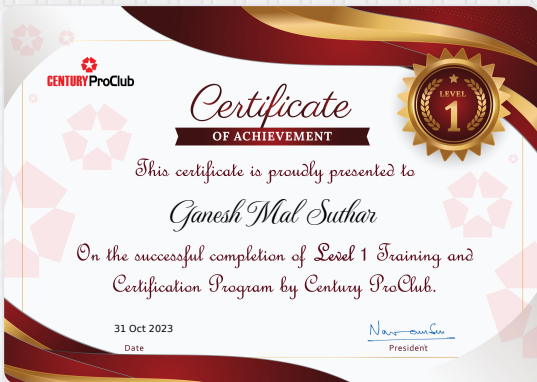 CENTURY ProClub
Certificate
OF ACHIEVEMENT
LEVEL
1
This certificate is proudly presented to
Ganesh Mal Suthar
On the successful completion of Level 1 Training and
Certification Program by Century ProClub.
31 Oct 2023
Date
President